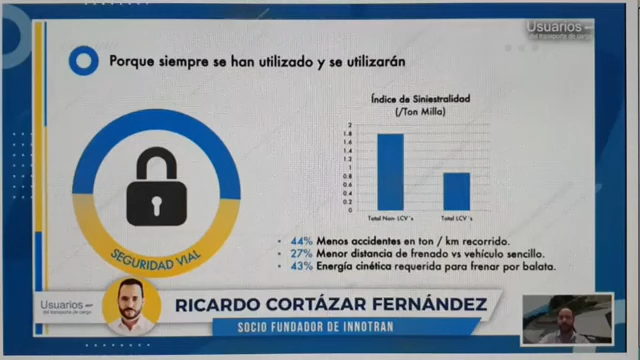 Usuarios
del transporte de carga
Porque siempre se han utilizado y se utilizarán
Índice de Siniestralidad
(/Ton Milla)
2
1.8
1.6
1.4
1.2
1
0.8
0.6
0.4
0.2
0
Total Non- LCV´s
Total LCV´s
SEGURIDAD VIAL
• 44% Menos accidentes en ton / km recorrido.
• 27% Menor distancia de frenado vs vehículo sencillo.
• 43% Energía cinética requerida para frenar por balata.
Usuarios
del transporte de carga
RICARDO CORTÁZAR FERNÁNDEZ
SOCIO FUNDADOR DE INNOTRAN